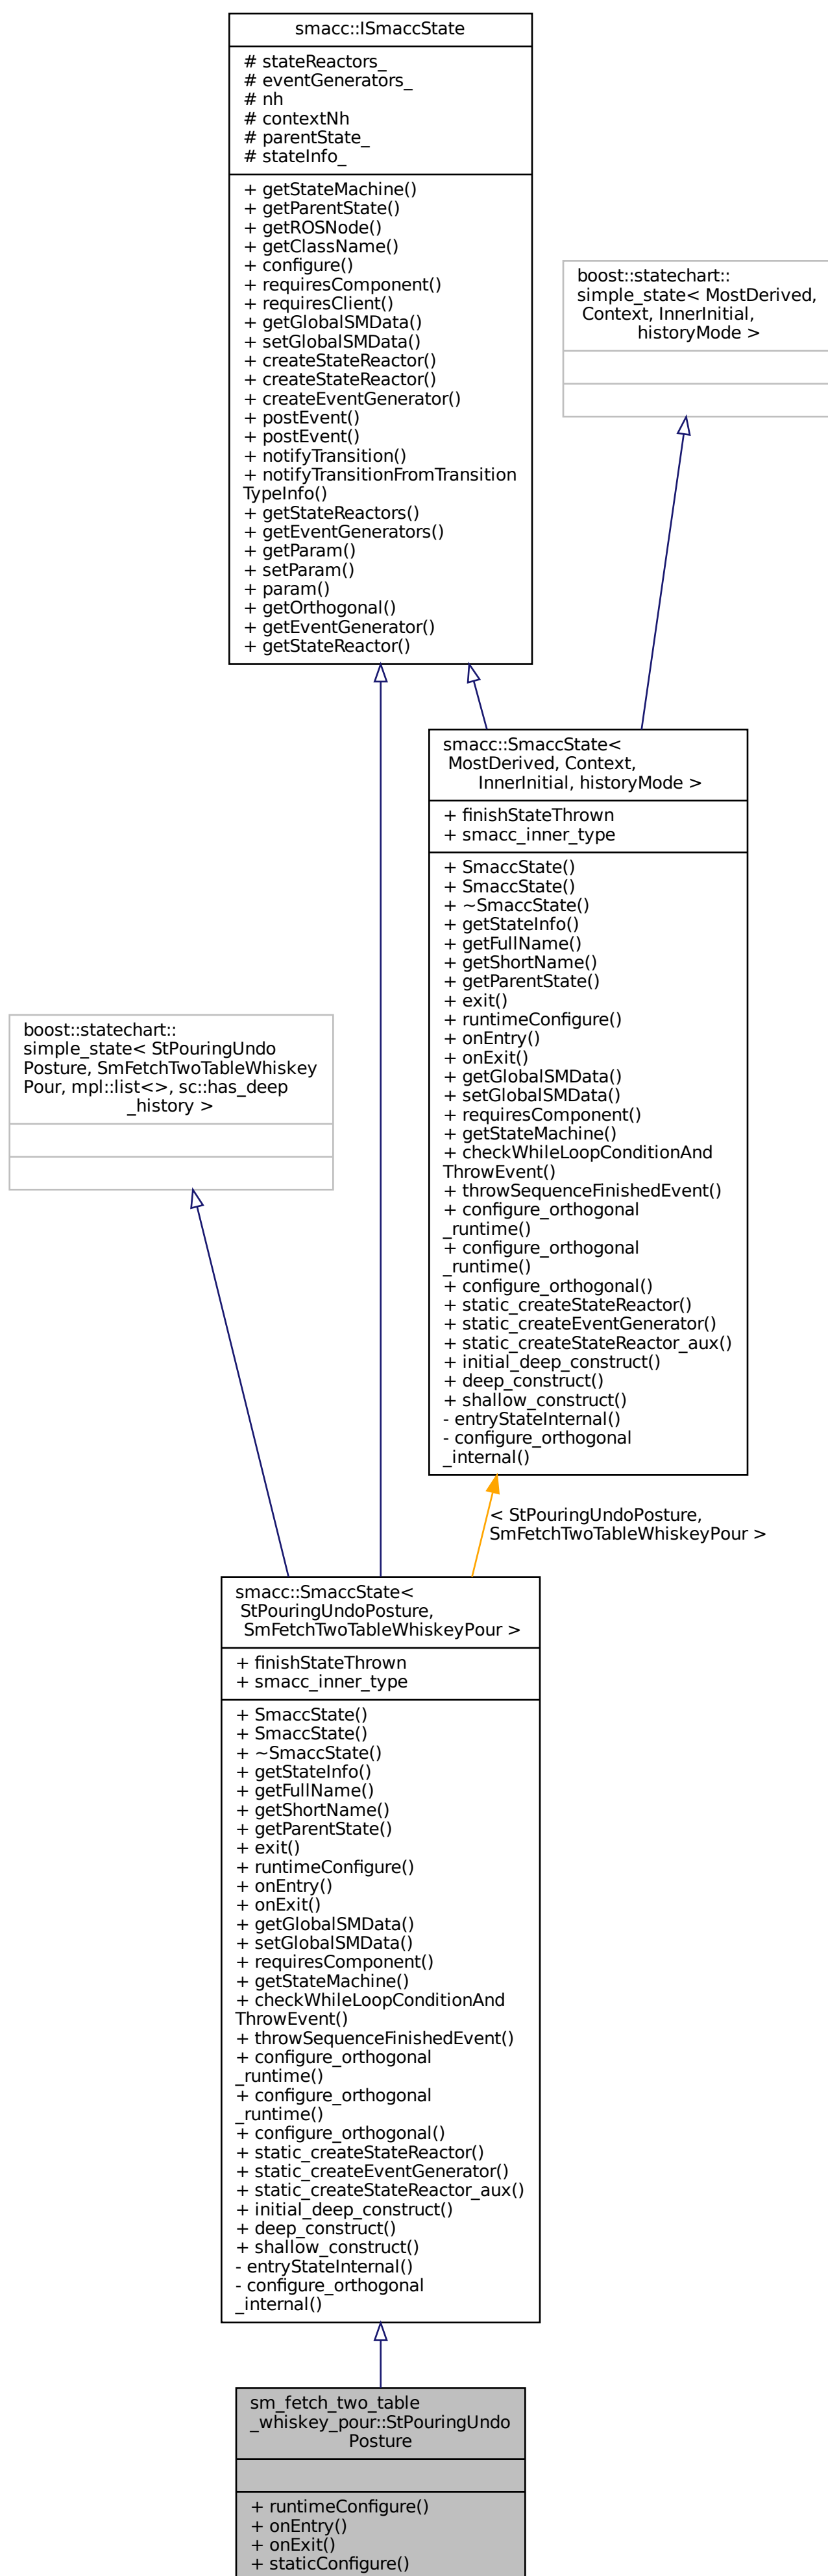 smacc::ISmaccState
# stateReactors_
# eventGenerators_
# nh
# contextNh
# parentState_
# stateInfo_
+ getStateMachine()
+ getParentState()
+ getROSNode()
+ getClassName()
+ configure()
+ requiresComponent()
+ requiresClient()
+ getGlobalSMData()
+ setGlobalSMData()
+ createStateReactor()
+ createStateReactor()
+ createEventGenerator()
+ postEvent()
+ postEvent()
+ notifyTransition()
+ notifyTransitionFromTransition
TypeInfo()
+ getStateReactors()
+ getEventGenerators()
+ getParam()
+ setParam()
+ param()
+ getOrthogonal()
+ getEventGenerator()
+ getStateReactor()
boost::statechart::
simple_state< MostDerived,
Context, InnerInitial,
historyMode >
smacc::SmaccState<
MostDerived, Context,
InnerInitial, historyMode >
+ finishStateThrown
+ smacc_inner_type
+ SmaccState()
+ SmaccState()
+ ~SmaccState()
+ getStateInfo()
+ getFullName()
+ getShortName()
+ getParentState()
+ exit()
+ runtimeConfigure()
+ onEntry()
+ onExit()
+ getGlobalSMData()
+ setGlobalSMData()
+ requiresComponent()
+ getStateMachine()
+ checkWhileLoopConditionAnd
ThrowEvent()
+ throwSequenceFinishedEvent()
+ configure_orthogonal
_runtime()
+ configure_orthogonal
_runtime()
+ configure_orthogonal()
+ static_createStateReactor()
+ static_createEventGenerator()
+ static_createStateReactor_aux()
+ initial_deep_construct()
+ deep_construct()
+ shallow_construct()
- entryStateInternal()
- configure_orthogonal
_internal()
boost::statechart::
simple_state< StPouringUndo
Posture, SmFetchTwoTableWhiskey
Pour, mpl::list<>, sc::has_deep
_history >
< StPouringUndoPosture,
SmFetchTwoTableWhiskeyPour >
smacc::SmaccState<
StPouringUndoPosture,
SmFetchTwoTableWhiskeyPour >
+ finishStateThrown
+ smacc_inner_type
+ SmaccState()
+ SmaccState()
+ ~SmaccState()
+ getStateInfo()
+ getFullName()
+ getShortName()
+ getParentState()
+ exit()
+ runtimeConfigure()
+ onEntry()
+ onExit()
+ getGlobalSMData()
+ setGlobalSMData()
+ requiresComponent()
+ getStateMachine()
+ checkWhileLoopConditionAnd
ThrowEvent()
+ throwSequenceFinishedEvent()
+ configure_orthogonal
_runtime()
+ configure_orthogonal
_runtime()
+ configure_orthogonal()
+ static_createStateReactor()
+ static_createEventGenerator()
+ static_createStateReactor_aux()
+ initial_deep_construct()
+ deep_construct()
+ shallow_construct()
- entryStateInternal()
- configure_orthogonal
_internal()
sm_fetch_two_table
_whiskey_pour::StPouringUndo
Posture
+ runtimeConfigure()
+ onEntry()
+ onExit()
+ staticConfigure()